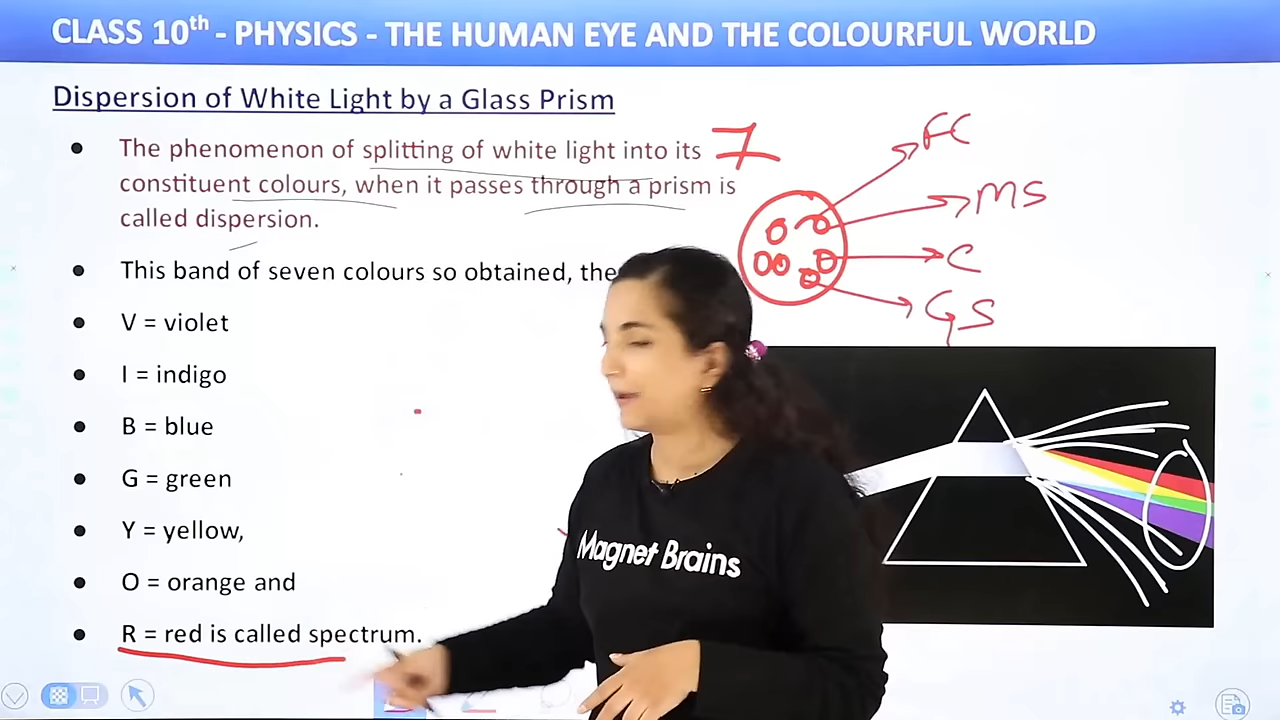 CLASS 10th - PHYSICS - THE HUMAN EYE AND THE COLOURFUL WORLD
Dispersion of White Light by a Glass Prism
The phenomenon of splitting of white light into its
constituent colours, when it passes through a prism is
called dispersion.
7
FC
MS
C
GS
This band of seven colours so obtained, the
V = violet
I = indigo
B = blue
G = green
Y = yellow,
O = orange and
R = red is called spectrum.
Magnet Brains